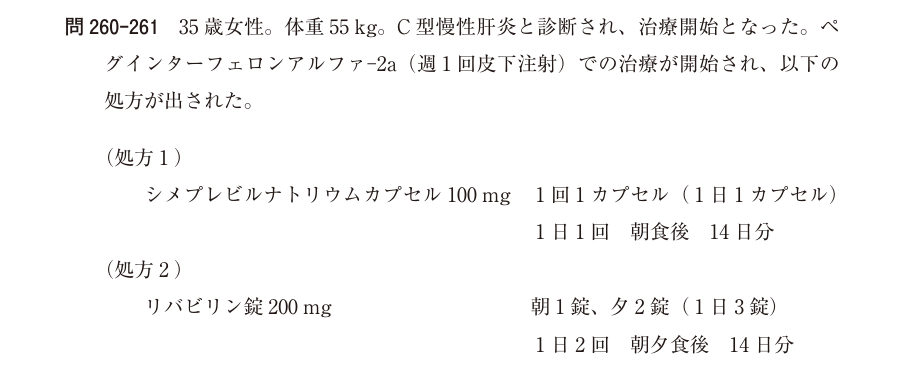 問 260-261　35 歳女性。体重 55 kg。C 型慢性肝炎と診断され、治療開始となった。ペ
グインターフェロンアルファ-2a（週 1 回皮下注射）での治療が開始され、以下の
処方が出された。
（処方 1 ）
シメプレビルナトリウムカプセル 100 mg　1 回 1 カプセル（ 1 日 1 カプセル）
1 日 1 回　朝食後　14 日分
（処方 2 ）
リバビリン錠 200 mg　朝 1 錠、夕 2 錠（ 1 日 3 錠）
1 日 2 回　朝夕食後　14 日分